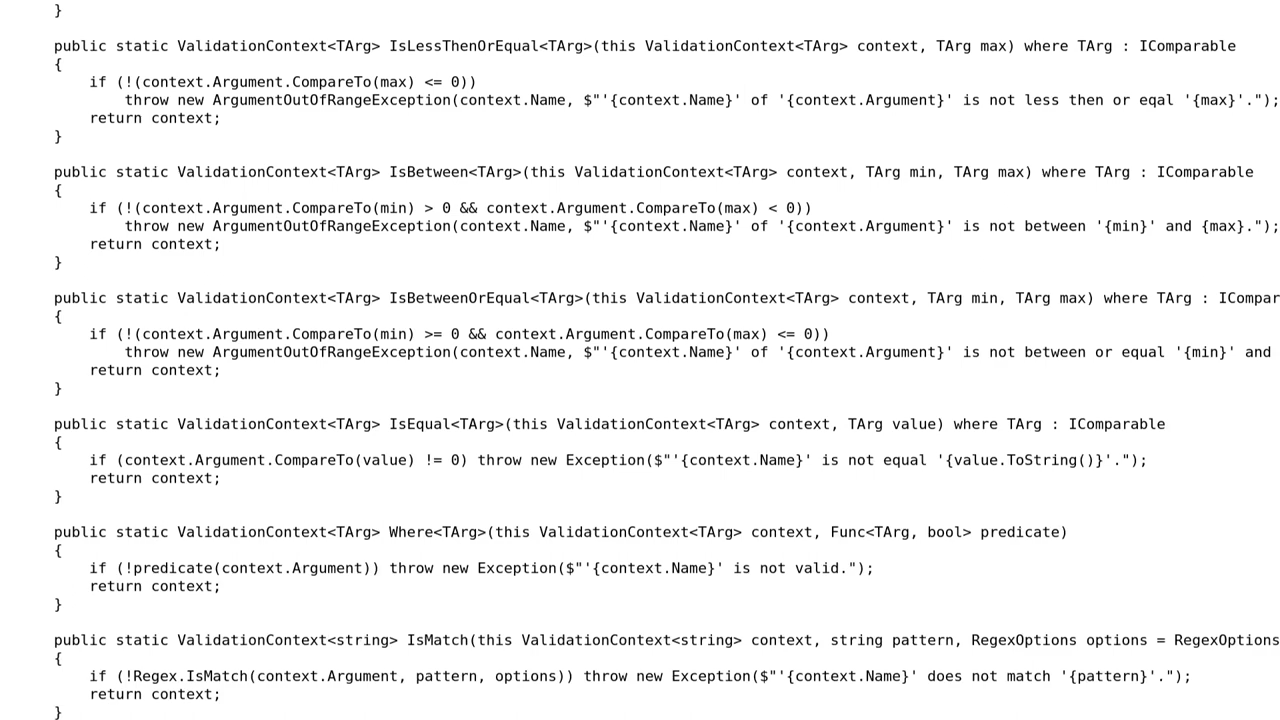 }
public static ValidationContext<TArg> IsLessThenOrEqual<TArg>(this ValidationContext<TArg> context, TArg max) where TArg : IComparable
{
if (!(context.Argument.CompareTo(max) <= 0))
throw new ArgumentOutOfRangeException(context.Name, $"'{context.Name}' of '{context.Argument}' is not less then or eqal '{max}'.");
return context;
}
public static ValidationContext<TArg> IsBetween<TArg>(this ValidationContext<TArg> context, TArg min, TArg max) where TArg : IComparable
{
if (!(context.Argument.CompareTo(min) > 0 && context.Argument.CompareTo(max) < 0))
throw new ArgumentOutOfRangeException(context.Name, $"'{context.Name}' of '{context.Argument}' is not between '{min}' and {max}.");
return context;
}
public static ValidationContext<TArg> IsBetweenOrEqual<TArg>(this ValidationContext<TArg> context, TArg min, TArg max) where TArg : ICompar
{
if (!(context.Argument.CompareTo(min) >= 0 && context.Argument.CompareTo(max) <= 0))
throw new ArgumentOutOfRangeException(context.Name, $"'{context.Name}' of '{context.Argument}' is not between or equal '{min}' and
return context;
}
public static ValidationContext<TArg> IsEqual<TArg>(this ValidationContext<TArg> context, TArg value) where TArg : IComparable
{
if (context.Argument.CompareTo(value) != 0) throw new Exception($"'{context.Name}' is not equal '{value.ToString()}'.");
return context;
}
public static ValidationContext<TArg> Where<TArg>(this ValidationContext<TArg> context, Func<TArg, bool> predicate)
{
if (!predicate(context.Argument)) throw new Exception($"'{context.Name}' is not valid.");
return context;
}
public static ValidationContext<string> IsMatch(this ValidationContext<string> context, string pattern, RegexOptions options = RegexOptions
{
if (!Regex.IsMatch(context.Argument, pattern, options)) throw new Exception($"'{context.Name}' does not match '{pattern}'.");
return context;
}